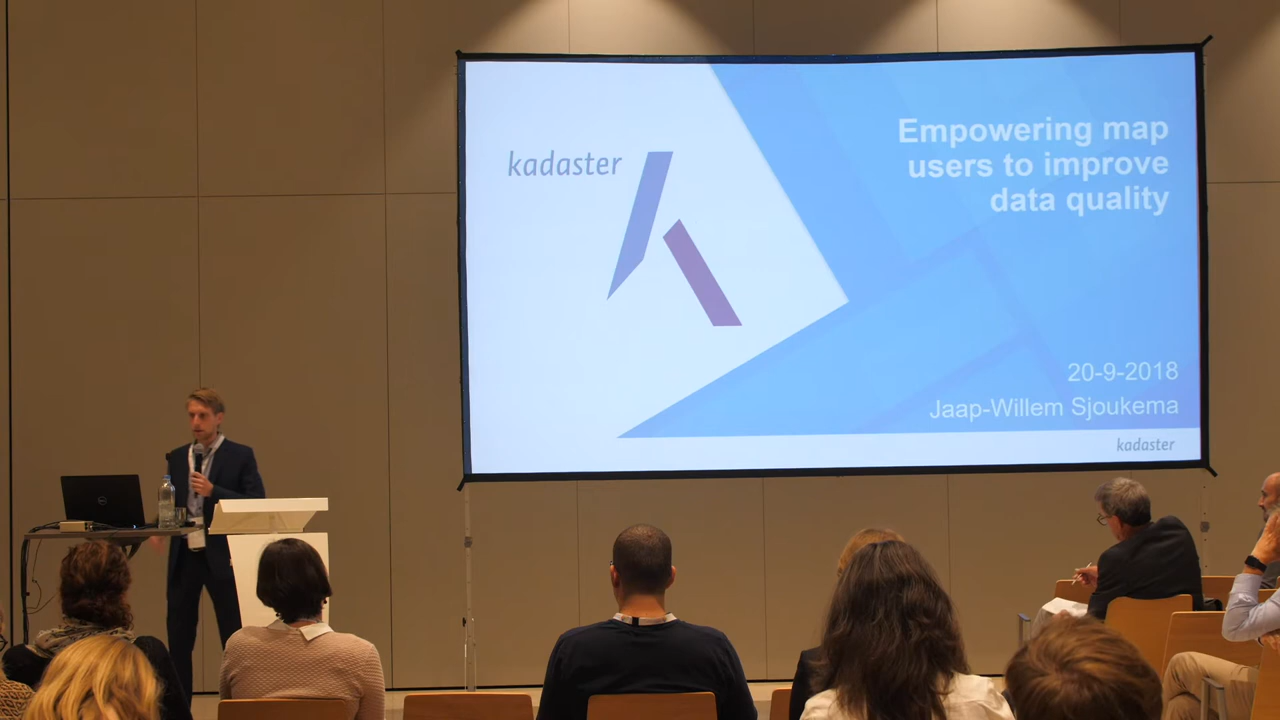 kadaster
Empowering map
users to improve
data quality
20-9-2018
Jaap-Willem Sjoukema
kadaster